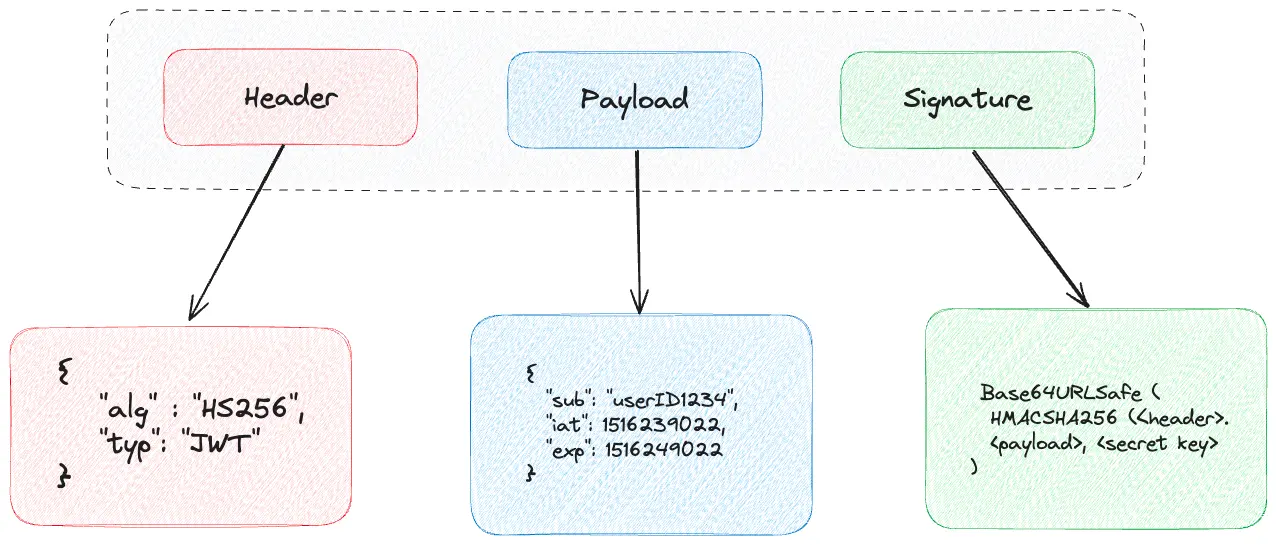 Header
Payload
Signature
{
"alg" : "HS256",
"typ": "JWT"
}
{
"sub": "userID1234",
"iat": 1516239022,
"exp": 1516249022
}
Base64URLSafe (
HMACSHA256 (<header>.
<payload>, <secret key>
)